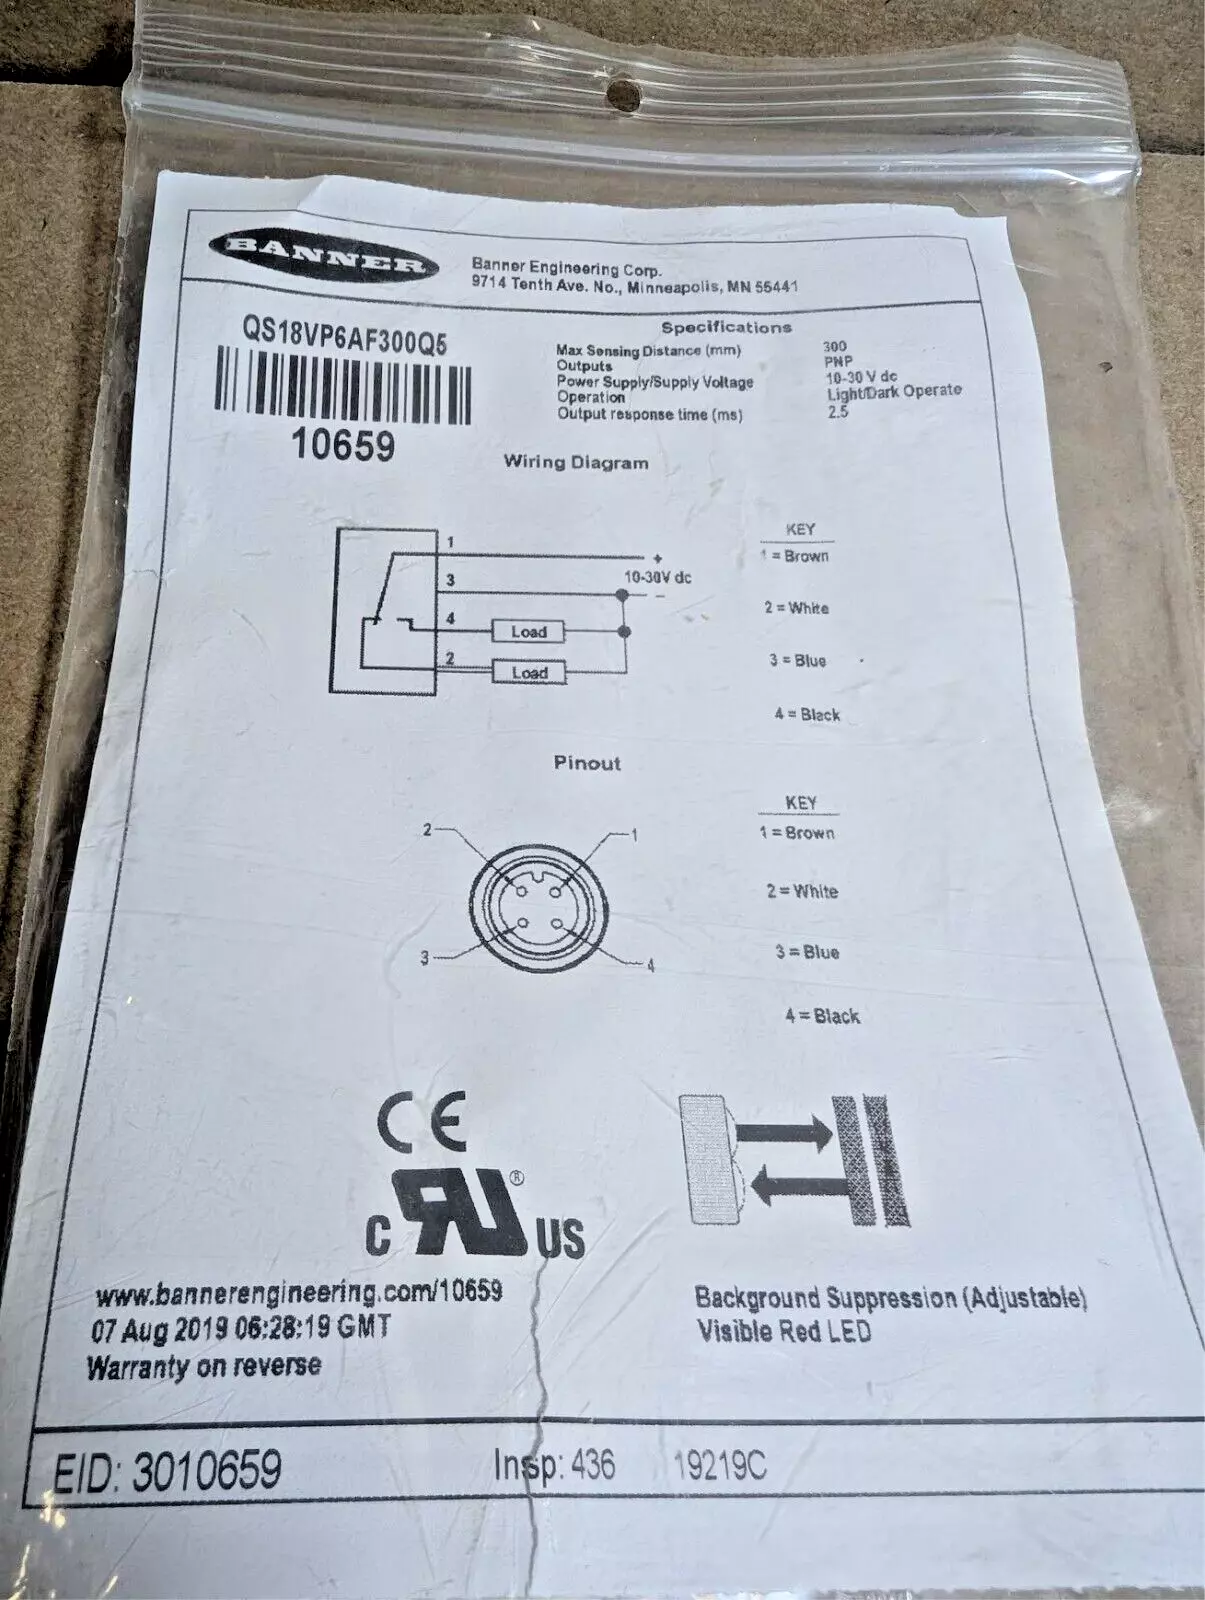 BANNER
Banner Engineering Corp.
9714 Tenth Ave. No., Minneapolis, MN 55441
QS18VP6AF300Q5
10659
Specifications
Max Sensing Distance (mm) 300
Outputs PNP
Power Supply/Supply Voltage 10-30 V dc
Operation Light/Dark Operate
Output response time (ms) 2.5
Wiring Diagram
1
+
10-30V dc
3
−
4
Load
2
Load
KEY
1 = Brown
2 = White
3 = Blue
4 = Black
Pinout
2
1
3
4
KEY
1 = Brown
2 = White
3 = Blue
4 = Black
CE
C RU ® US
www.bannerengineering.com/10659
07 Aug 2019 06:28:19 GMT
Warranty on reverse
Background Suppression (Adjustable)
Visible Red LED
EID: 3010659 Insp: 436 19219C